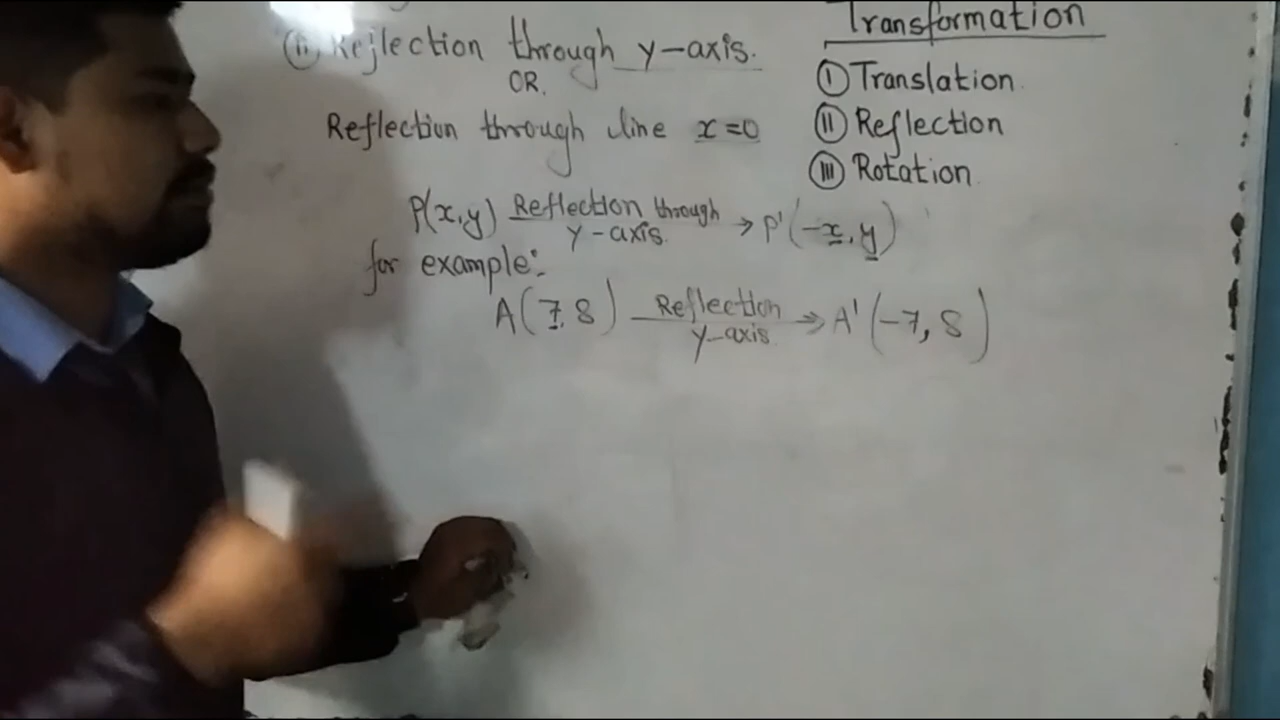 (ii) Reflection through y-axis.
OR.
Reflection through line x=0
P(x,y) Reflection through y-axis. → P'(-x,y)
for example:
A(7,8) Reflection y-axis → A'(-7, 8)
Transformation
(I) Translation.
(II) Reflection
(III) Rotation.